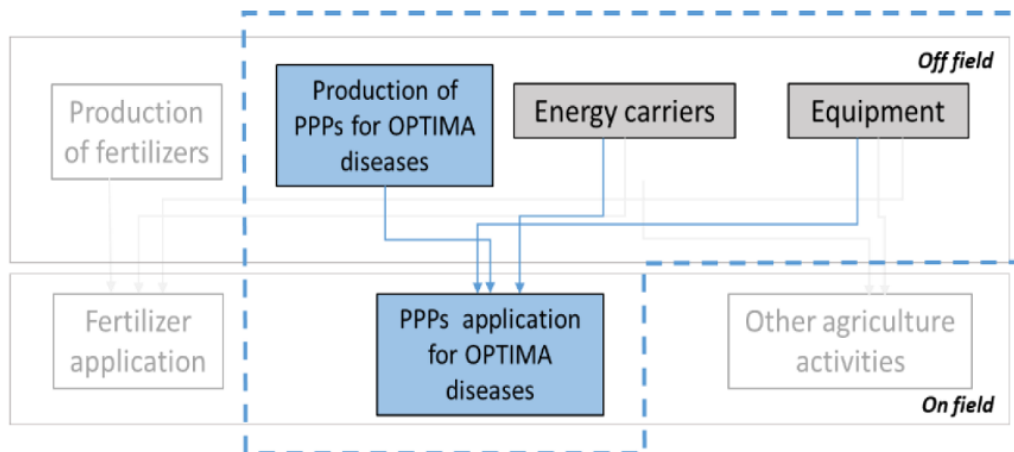 Off field
Production
of fertilizers
Production of
PPPs for OPTIMA
diseases
Energy carriers
Equipment
Fertilizer
application
PPPs application
for OPTIMA
diseases
Other agriculture
activities
On field